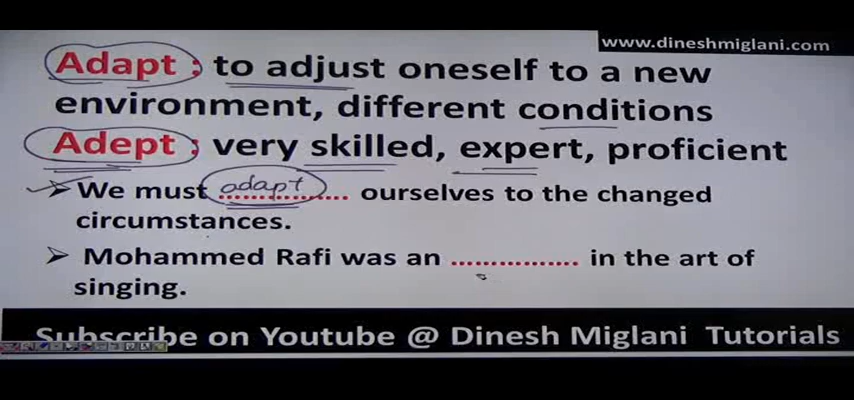 www.dineshmiglani.com
Adapt : to adjust oneself to a new
environment, different conditions
Adept : very skilled, expert, proficient
➤ We must adapt ourselves to the changed
circumstances.
➤ Mohammed Rafi was an ................. in the art of
singing.
Subscribe on Youtube @ Dinesh Miglani Tutorials